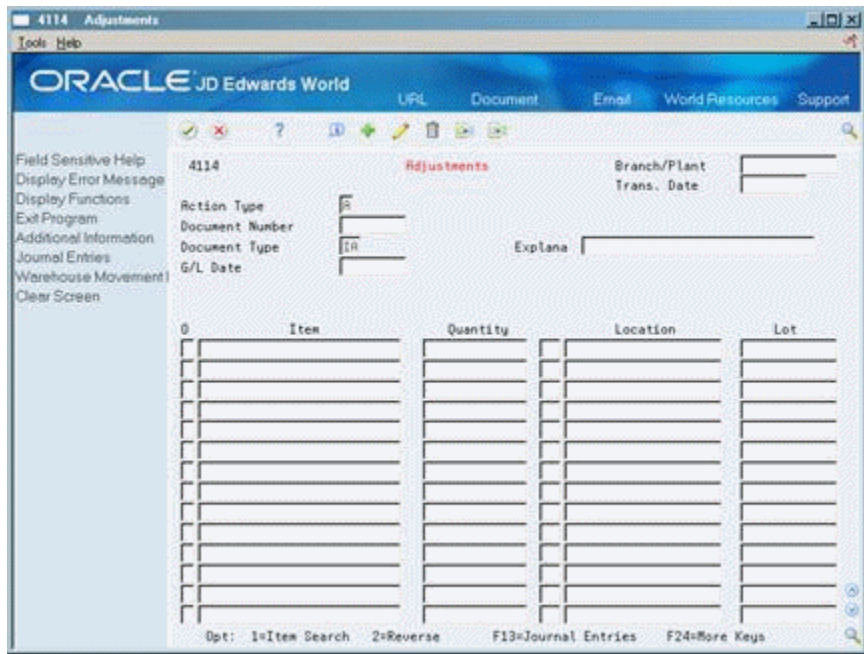 4114 Adjustments
Tools Help
ORACLE JD Edwards World
URL Document Email World Resources Support
Field Sensitive Help
Display Error Message
Display Functions
Exit Program
Additional Information
Journal Entries
Warehouse Movement I
Clear Screen
4114 Adjustments Branch/Plant
Trans. Date
Action Type A
Document Number
Document Type IA Explana
G/L Date
O Item Quantity Location Lot
Opt: 1=Item Search 2=Reverse F13=Journal Entries F24=More Keys